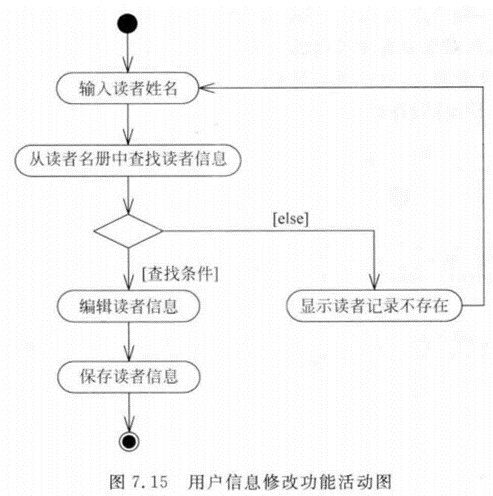 输入读者姓名
从读者名册中查找读者信息
[else]
[查找条件]
编辑读者信息
显示读者记录不存在
保存读者信息
图 7.15 用户信息修改功能活动图